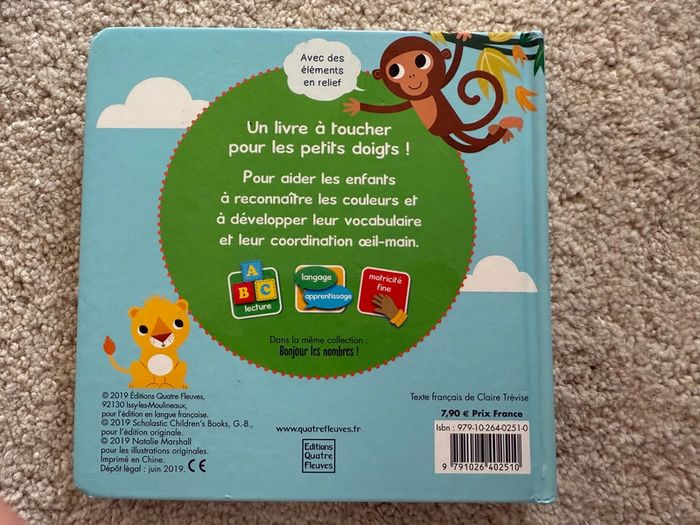 Avec des
éléments
en relief
Un livre à toucher
pour les petits doigts !
Pour aider les enfants
à reconnaître les couleurs et
à développer leur vocabulaire
et leur coordination œil-main.
A
B C
lecture
langage
apprentissage
motricité
fine
Dans la même collection :
Bonjour les nombres !
© 2019 Éditions Quatre Fleuves,
92130 Issy-les-Moulineaux,
pour l'édition en langue française.
© 2019 Scholastic Children's Books, G.-B.,
pour l'édition originale.
© 2019 Natalie Marshall
pour les illustrations originales.
Imprimé en Chine.
Dépôt légal : juin 2019. CE
www.quatrefleuves.fr
Editions
Quatre
Fleuves
Texte français de Claire Trévise
7,90 € Prix France
Isbn : 979-10-264-0251-0
9 791026 402510